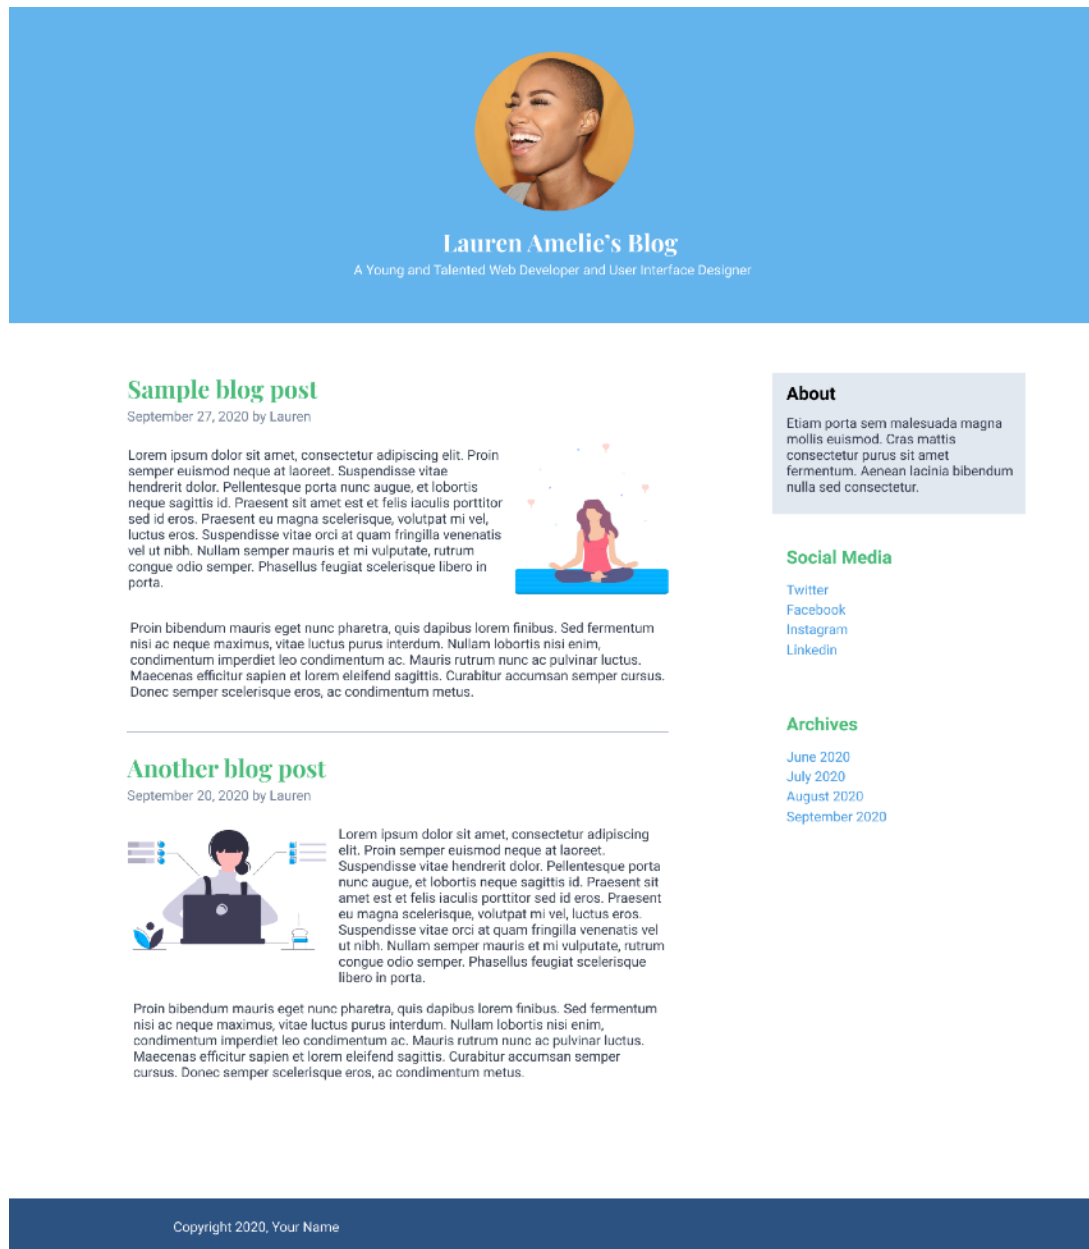 Lauren Amelie's Blog
A Young and Talented Web Developer and User Interface Designer
Sample blog post
September 27, 2020 by Lauren
Lorem ipsum dolor sit amet, consectetur adipiscing elit. Proin
semper euismod neque at laoreet. Suspendisse vitae
hendrerit dolor. Pellentesque porta nunc augue, et lobortis
neque sagittis id. Praesent sit amet est et felis iaculis porttitor
sed id eros. Praesent eu magna scelerisque, volutpat mi vel,
luctus eros. Suspendisse vitae orci at quam fringilla venenatis
vel ut nibh. Nullam semper mauris et mi vulputate, rutrum
congue odio semper. Phasellus feugiat scelerisque libero in
porta.
Proin bibendum mauris eget nunc pharetra, quis dapibus lorem finibus. Sed fermentum
nisi ac neque maximus, vitae luctus purus interdum. Nullam lobortis nisi enim,
condimentum imperdiet leo condimentum ac. Mauris rutrum nunc ac pulvinar luctus.
Maecenas efficitur sapien et lorem eleifend sagittis. Curabitur accumsan semper cursus.
Donec semper scelerisque eros, ac condimentum metus.
Another blog post
September 20, 2020 by Lauren
Lorem ipsum dolor sit amet, consectetur adipiscing
elit. Proin semper euismod neque at laoreet.
Suspendisse vitae hendrerit dolor. Pellentesque porta
nunc augue, et lobortis neque sagittis id. Praesent sit
amet est et felis iaculis porttitor sed id eros. Praesent
eu magna scelerisque, volutpat mi vel, luctus eros.
Suspendisse vitae orci at quam fringilla venenatis vel
ut nibh. Nullam semper mauris et mi vulputate, rutrum
congue odio semper. Phasellus feugiat scelerisque
libero in porta.
Proin bibendum mauris eget nunc pharetra, quis dapibus lorem finibus. Sed fermentum
nisi ac neque maximus, vitae luctus purus interdum. Nullam lobortis nisi enim,
condimentum imperdiet leo condimentum ac. Mauris rutrum nunc ac pulvinar luctus.
Maecenas efficitur sapien et lorem eleifend sagittis. Curabitur accumsan semper
cursus. Donec semper scelerisque eros, ac condimentum metus.
About
Etiam porta sem malesuada magna
mollis euismod. Cras mattis
consectetur purus sit amet
fermentum. Aenean lacinia bibendum
nulla sed consectetur.
Social Media
Twitter
Facebook
Instagram
Linkedin
Archives
June 2020
July 2020
August 2020
September 2020
Copyright 2020, Your Name